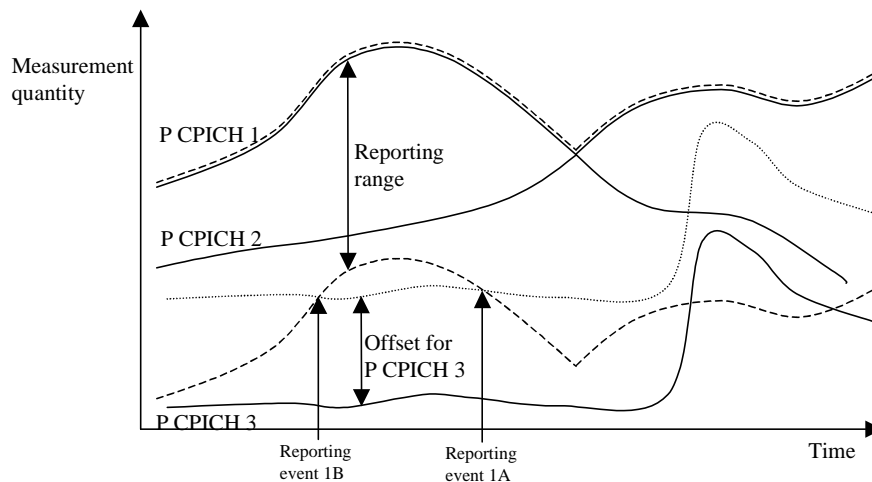 Measurement
quantity
P CPICH 1
Reporting
range
P CPICH 2
Offset for
P CPICH 3
P CPICH 3
Time
Reporting
event 1B
Reporting
event 1A